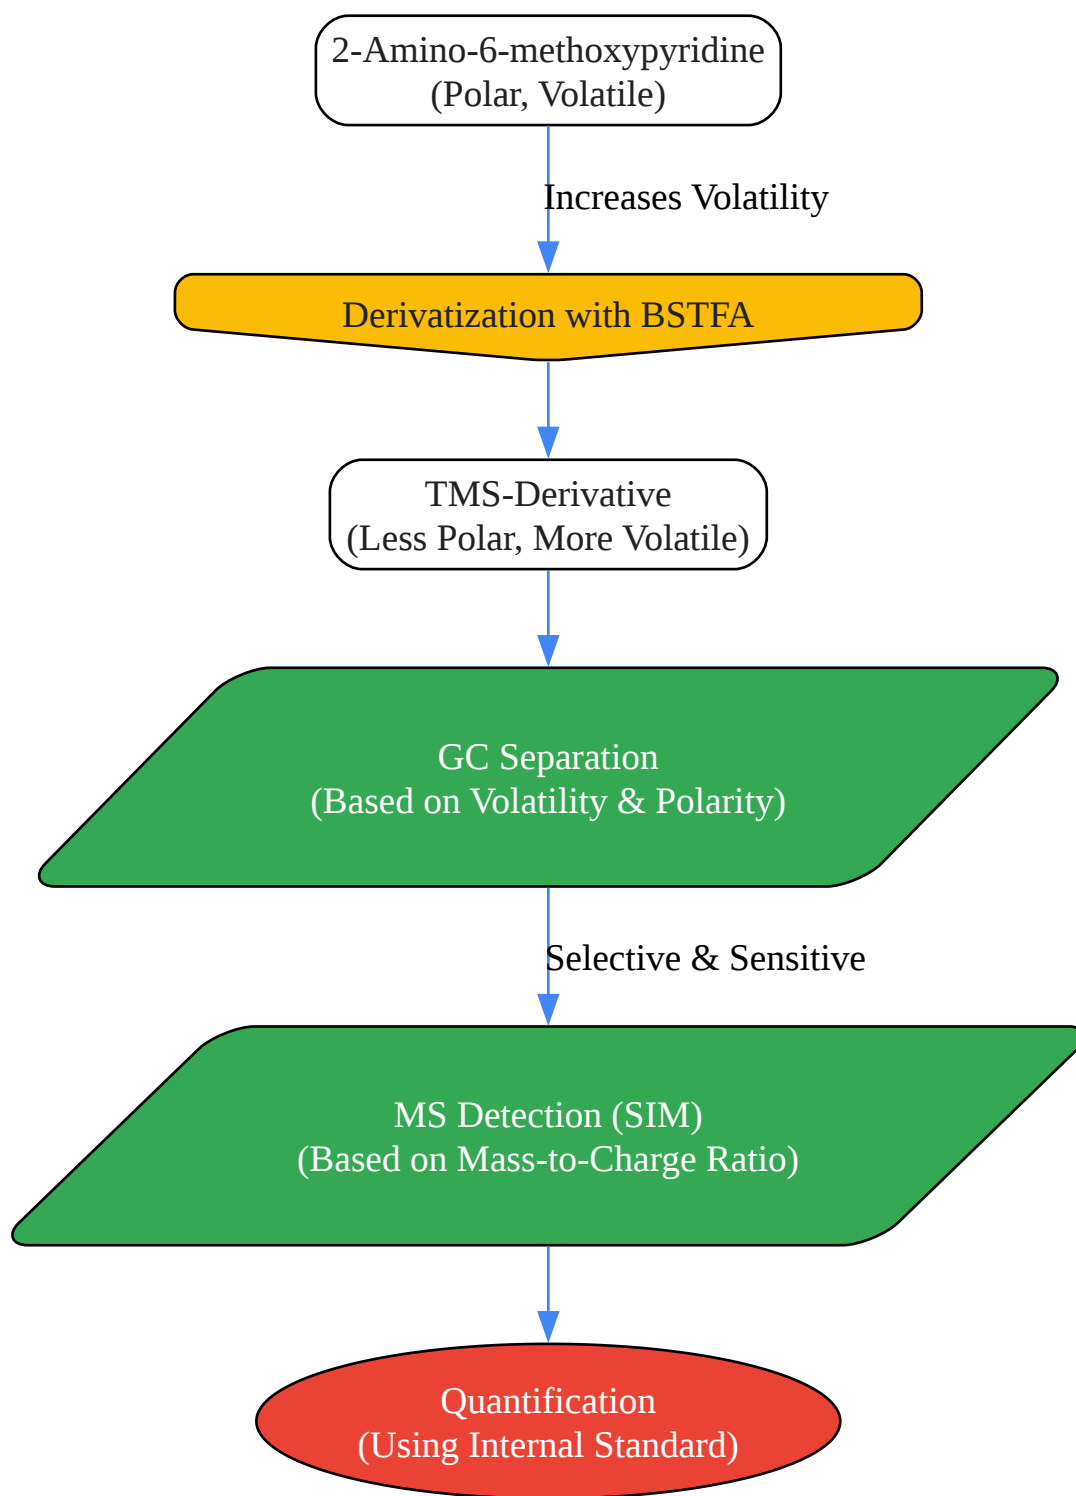 2-Amino-6-methoxypyridine
(Polar, Volatile)
Increases Volatility
Derivatization with BSTFA
TMS-Derivative
(Less Polar, More Volatile)
GC Separation
(Based on Volatility & Polarity)
Selective & Sensitive
MS Detection (SIM)
(Based on Mass-to-Charge Ratio)
Quantification
(Using Internal Standard)